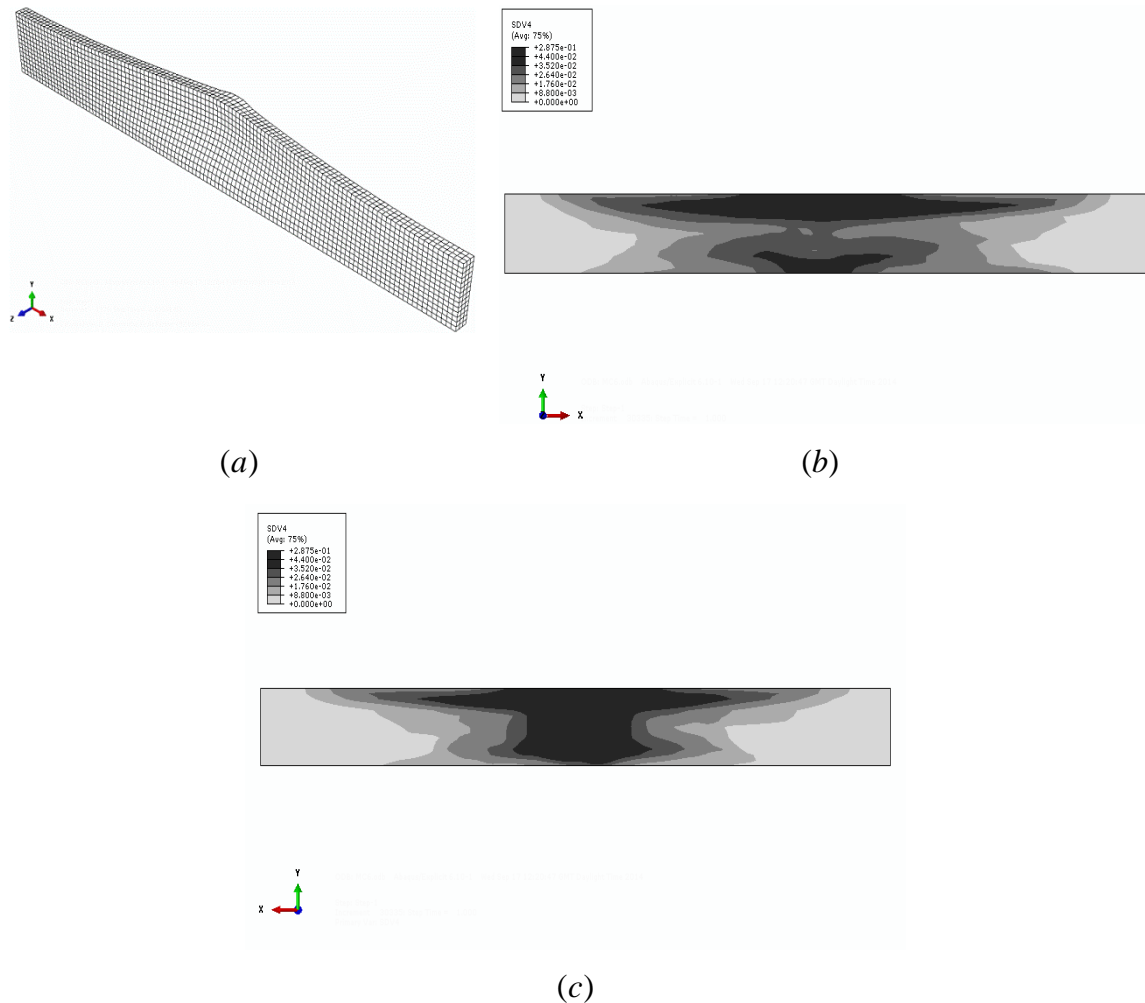 Y
Z
X
(a)
SDV4
(Avg: 75%)
+2.875e-01
+4.400e-02
+3.520e-02
+2.640e-02
+1.760e-02
+8.800e-03
+0.000e+00
Y
X
(b)
SDV4
(Avg: 75%)
+2.875e-01
+4.400e-02
+3.520e-02
+2.640e-02
+1.760e-02
+8.800e-03
+0.000e+00
Y
X
(c)